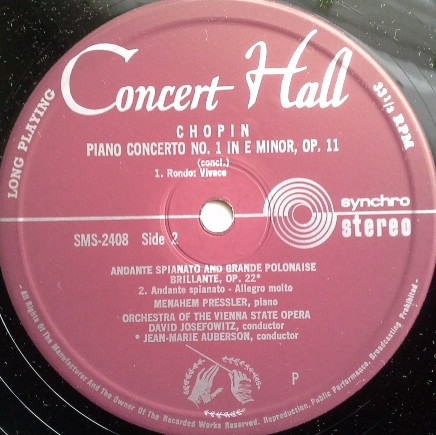 Concert Hall
LONG PLAYING
33 1/3 RPM
CHOPIN
PIANO CONCERTO NO. 1 IN E MINOR, OP. 11
(concl.)
1. Rondo: Vivace
synchro
stereo
SMS-2408 Side 2
ANDANTE SPIANATO AND GRANDE POLONAISE
BRILLANTE, OP. 22*
2. Andante spianato - Allegro molto
MENAHEM PRESSLER, piano
ORCHESTRA OF THE VIENNA STATE OPERA
DAVID JOSEFOWITZ, conductor
* JEAN-MARIE AUBERSON, conductor
P
- All Rights Of The Manufacturer And The Owner Of The Recorded Works Reserved. Reproduction, Public Performance, Broadcasting Prohibited -